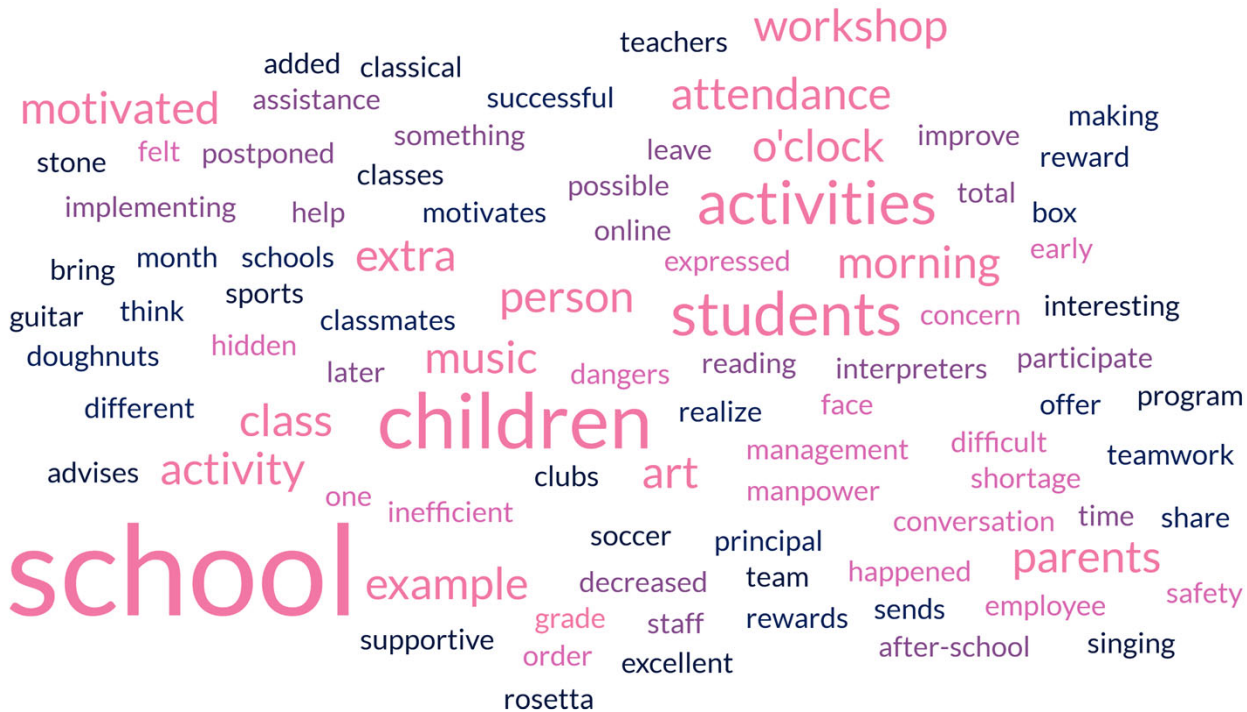 workshop
teachers
added classical
motivated assistance successful attendance
making
something o'clock improve
stone felt postponed leave reward
classes possible
implementing help motivates activities total box
online
bring month schools extra expressed morning early
sports person
guitar think classmates students concern interesting
doughnuts hidden music reading interpreters participate
later dangers
different class children realize face offer program
advises activity clubs art management difficult teamwork
one inefficient manpower shortage
conversation time share
school soccer principal
example decreased team happened parents
grade staff rewards sends employee safety
supportive order excellent after-school singing
rosetta